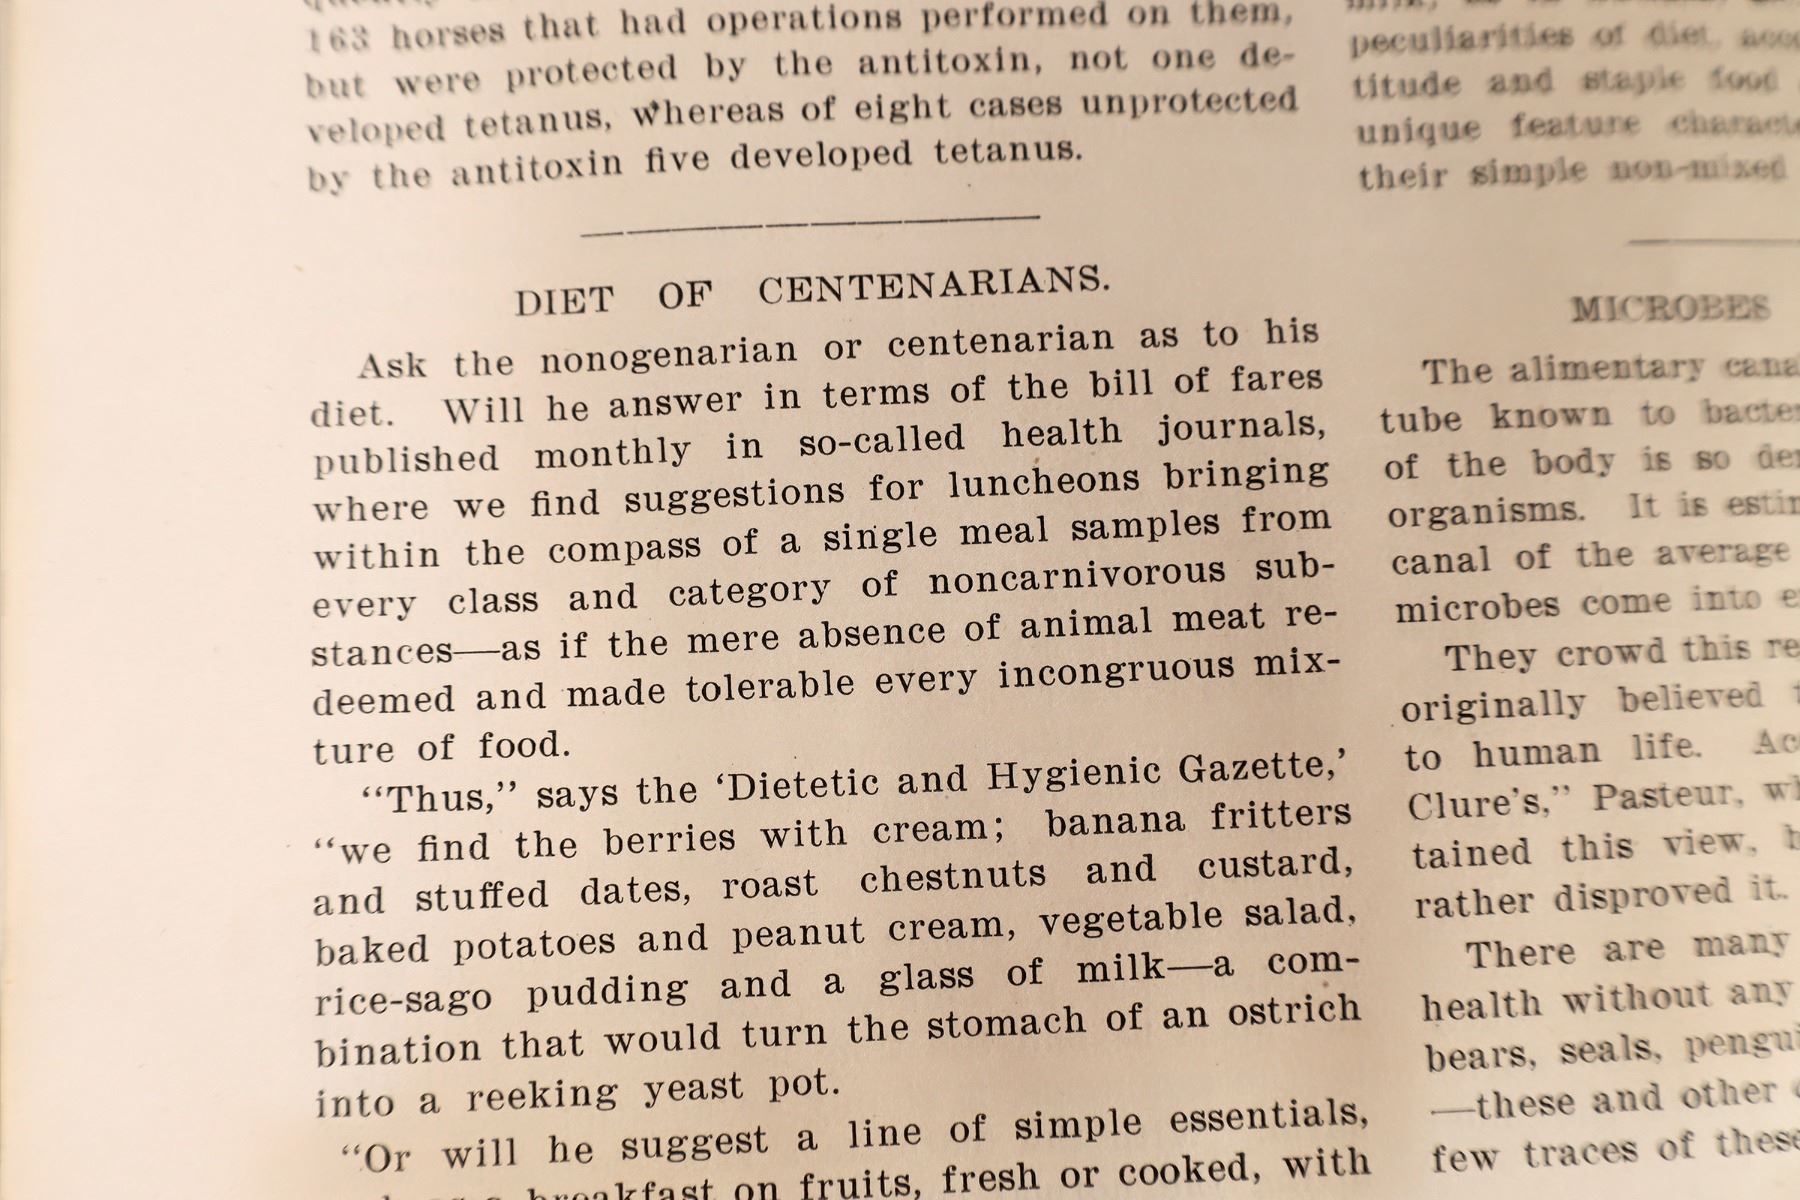 163 horses that had operations performed on them,
but were protected by the antitoxin, not one de-
veloped tetanus, whereas of eight cases unprotected
by the antitoxin five developed tetanus.
DIET OF CENTENARIANS.
Ask the nonogenarian or centenarian as to his
diet. Will he answer in terms of the bill of fares
published monthly in so-called health journals,
where we find suggestions for luncheons bringing
within the compass of a single meal samples from
every class and category of noncarnivorous sub-
stances—as if the mere absence of animal meat re-
deemed and made tolerable every incongruous mix-
ture of food.
"Thus," says the 'Dietetic and Hygienic Gazette,'
"we find the berries with cream; banana fritters
and stuffed dates, roast chestnuts and custard,
baked potatoes and peanut cream, vegetable salad,
rice-sago pudding and a glass of milk—a com-
bination that would turn the stomach of an ostrich
into a reeking yeast pot.
"Or will he suggest a line of simple essentials,
breakfast on fruits, fresh or cooked, with
peculiarities of diet,
titude and staple food
unique feature
their simple non-mixed
MICROBES
The alimentary
tube known to
of the body is so
organisms. It is
canal of the average
microbes come into
They crowd this
originally believed
to human life.
Clure's," Pasteur,
tained this view,
rather disproved it.
There are many
health without any
bears, seals,
—these and other
few traces of these